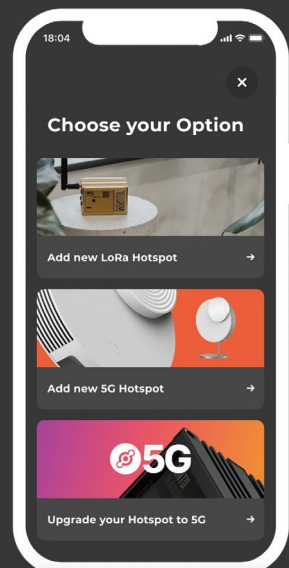 18:04
Choose your Option
Add new LoRa Hotspot
Add new 5G Hotspot
5G
Upgrade your Hotspot to 5G